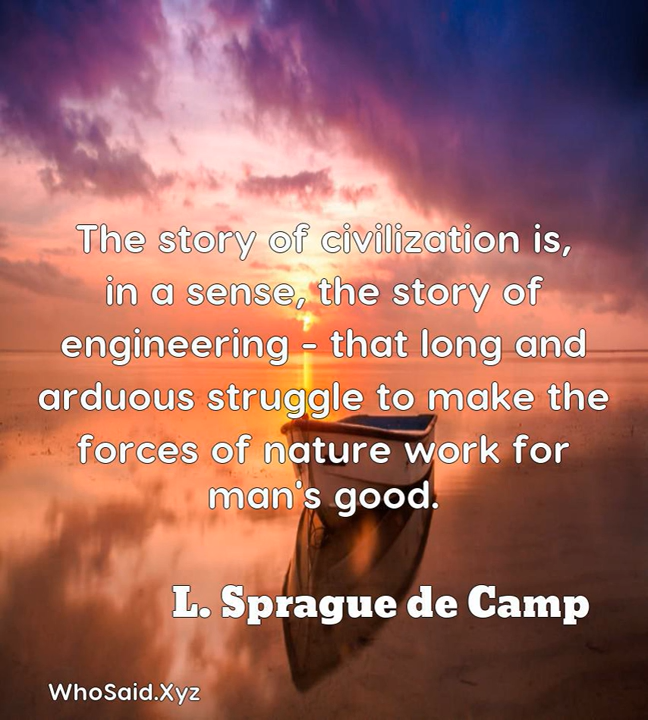 The story of civilization is,
in a sense, the story of
engineering - that long and
arduous struggle to make the
forces of nature work for
man's good.
L. Sprague de Camp
WhoSaid.Xyz